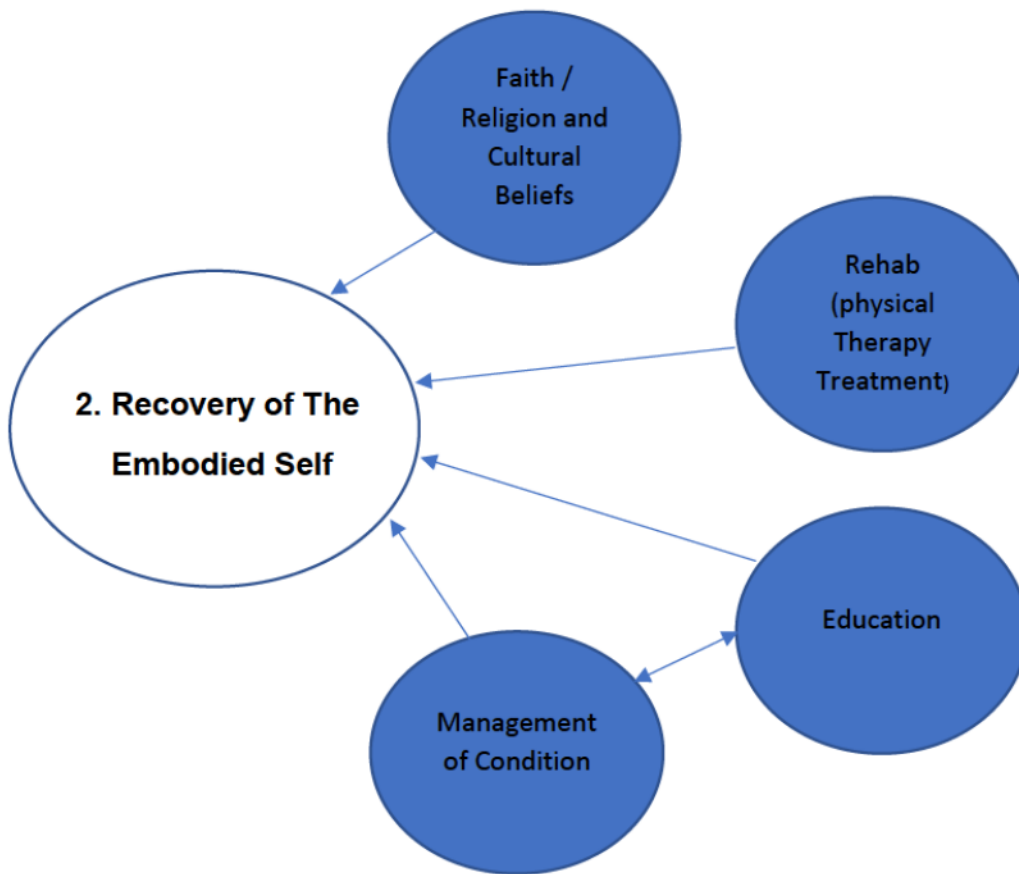 Faith /
Religion and
Cultural
Beliefs
Rehab
(physical
Therapy
Treatment)
2. Recovery of The
Embodied Self
Education
Management
of Condition